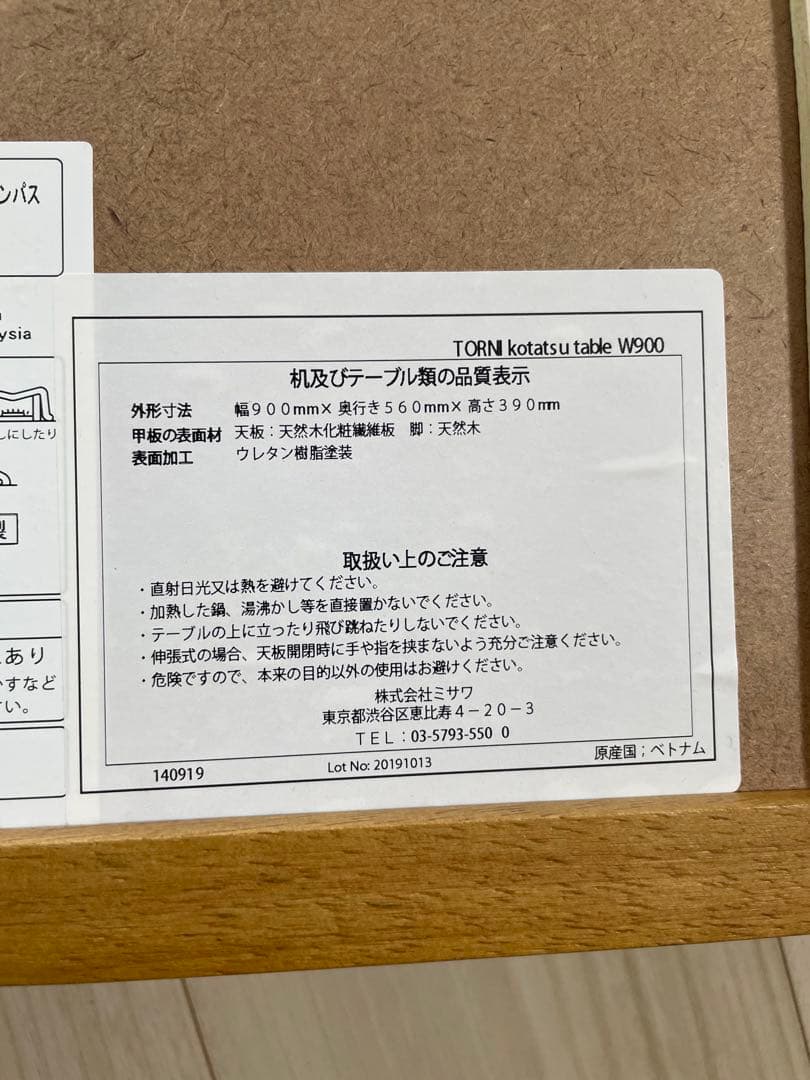 ンパス
ysia
しにしたり
製
あり
かすなど
い。
TORNI kotatsu table W900
机及びテーブル類の品質表示
外形寸法 幅900mm×奥行き560mm×高さ390mm
甲板の表面材 天板：天然木化粧繊維板 脚：天然木
表面加工 ウレタン樹脂塗装
取扱い上のご注意
・直射日光又は熱を避けてください。
・加熱した鍋、湯沸かし等を直接置かないでください。
・テーブルの上に立ったり飛び跳ねたりしないでください。
・伸張式の場合、天板開閉時に手や指を挟まないよう充分ご注意ください。
・危険ですので、本来の目的以外の使用はお避けください。
株式会社ミサワ
東京都渋谷区恵比寿4－20－3
TEL：03-5793-550 0
原産国；ベトナム
140919
Lot No: 20191013